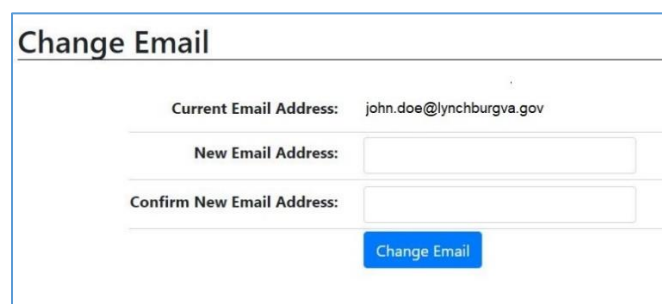 Change Email
Current Email Address: john.doe@lynchburgva.gov
New Email Address:
Confirm New Email Address:
Change Email